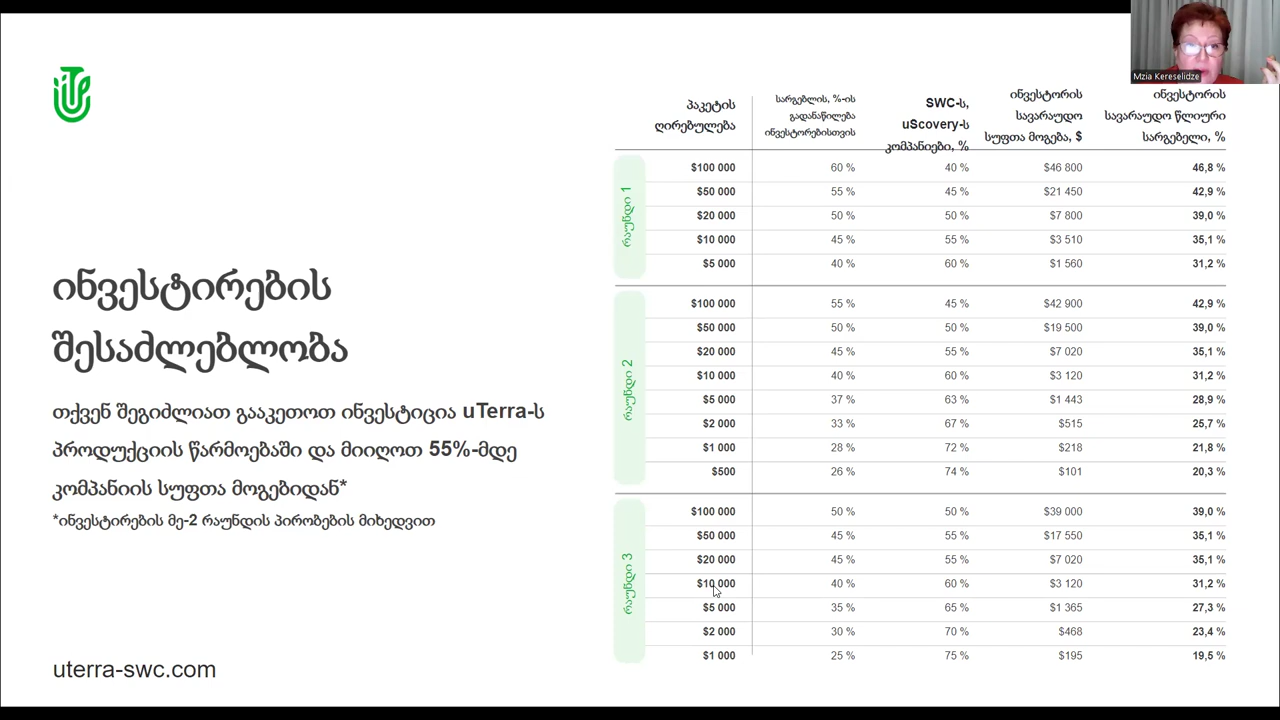 Mzia Kereselidze
ინვესტირების
შესაძლებლობა
თქვენ შეგიძლიათ გააკეთოთ ინვესტიცია uTerra-ს
პროდუქციის წარმოებაში და მიიღოთ 55%-მდე
კომპანიის სუფთა მოგებიდან*
*ინვესტირების მე-2 რაუნდის პირობების მიხედვით
uterra-swc.com
პაკეტის
ღირებულება
სარგებლის, %-ის
გადანაწილება
ინვესტორებისთვის
SWC-ს,
uScovery-ს
კომპანიები, %
ინვესტორის
სავარაუდო
სუფთა მოგება, $
ინვესტორის
სავარაუდო წლიური
სარგებელი, %
რაუნდი 1
$100 000 60 % 40 % $46 800 46,8 %
$50 000 55 % 45 % $21 450 42,9 %
$20 000 50 % 50 % $7 800 39,0 %
$10 000 45 % 55 % $3 510 35,1 %
$5 000 40 % 60 % $1 560 31,2 %
რაუნდი 2
$100 000 55 % 45 % $42 900 42,9 %
$50 000 50 % 50 % $19 500 39,0 %
$20 000 45 % 55 % $7 020 35,1 %
$10 000 40 % 60 % $3 120 31,2 %
$5 000 37 % 63 % $1 443 28,9 %
$2 000 33 % 67 % $515 25,7 %
$1 000 28 % 72 % $218 21,8 %
$500 26 % 74 % $101 20,3 %
რაუნდი 3
$100 000 50 % 50 % $39 000 39,0 %
$50 000 45 % 55 % $17 550 35,1 %
$20 000 45 % 55 % $7 020 35,1 %
$10 000 40 % 60 % $3 120 31,2 %
$5 000 35 % 65 % $1 365 27,3 %
$2 000 30 % 70 % $468 23,4 %
$1 000 25 % 75 % $195 19,5 %